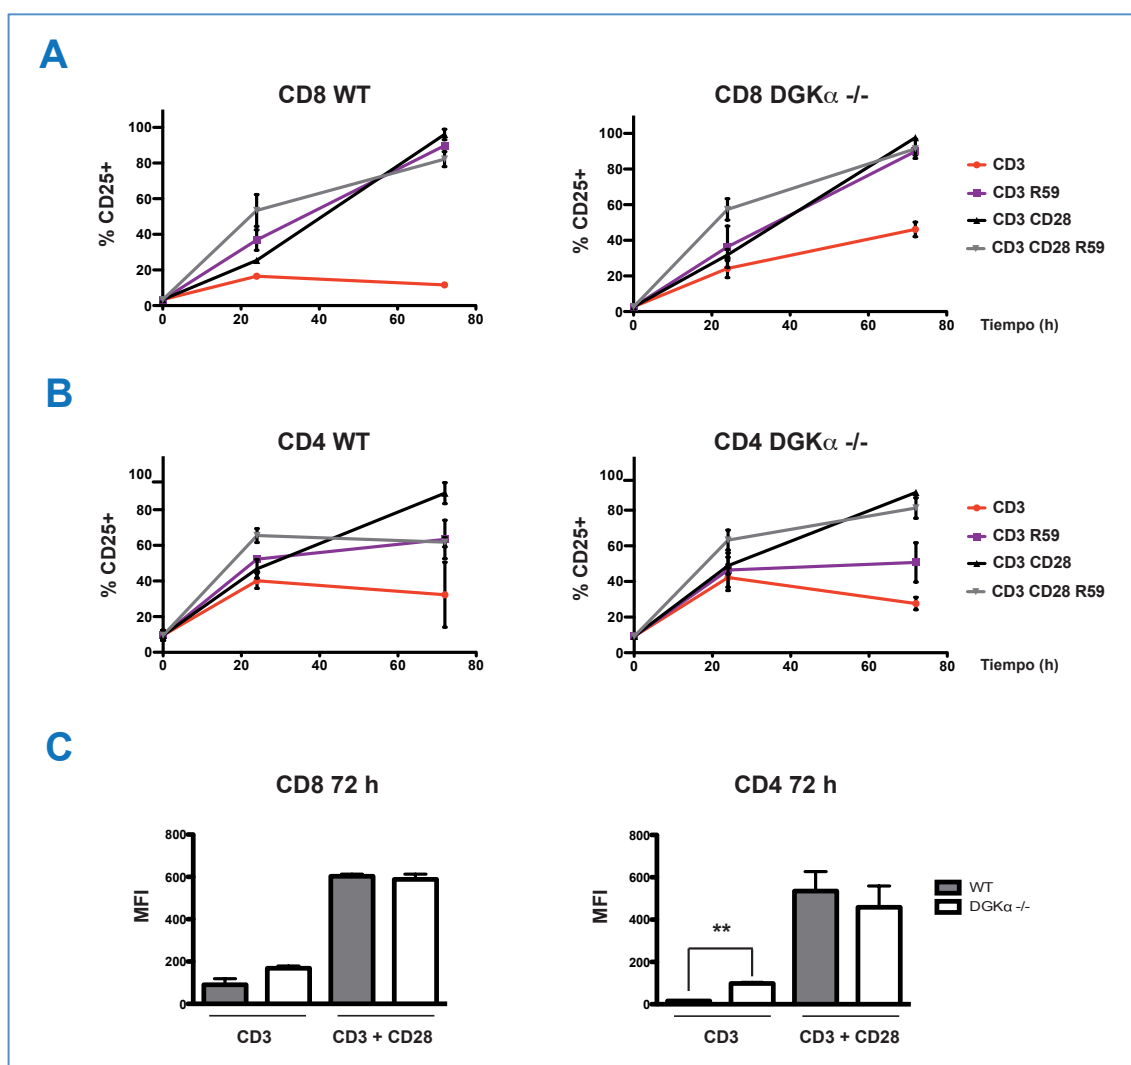 A
CD8 WT
CD8 DGKα -/-
% CD25+
100
80
60
40
20
0
0 20 40 60 80
% CD25+
100
80
60
40
20
0
0 20 40 60 80
CD3
CD3 R59
CD3 CD28
CD3 CD28 R59
Tiempo (h)
B
CD4 WT
CD4 DGKα -/-
% CD25+
100
80
60
40
20
0
0 20 40 60 80
% CD25+
100
80
60
40
20
0
0 20 40 60 80
CD3
CD3 R59
CD3 CD28
CD3 CD28 R59
Tiempo (h)
C
CD8 72 h
CD4 72 h
MFI
800
600
400
200
0
CD3 CD3 + CD28
MFI
800
600
400
200
0
**
CD3 CD3 + CD28
WT
DGKα -/-